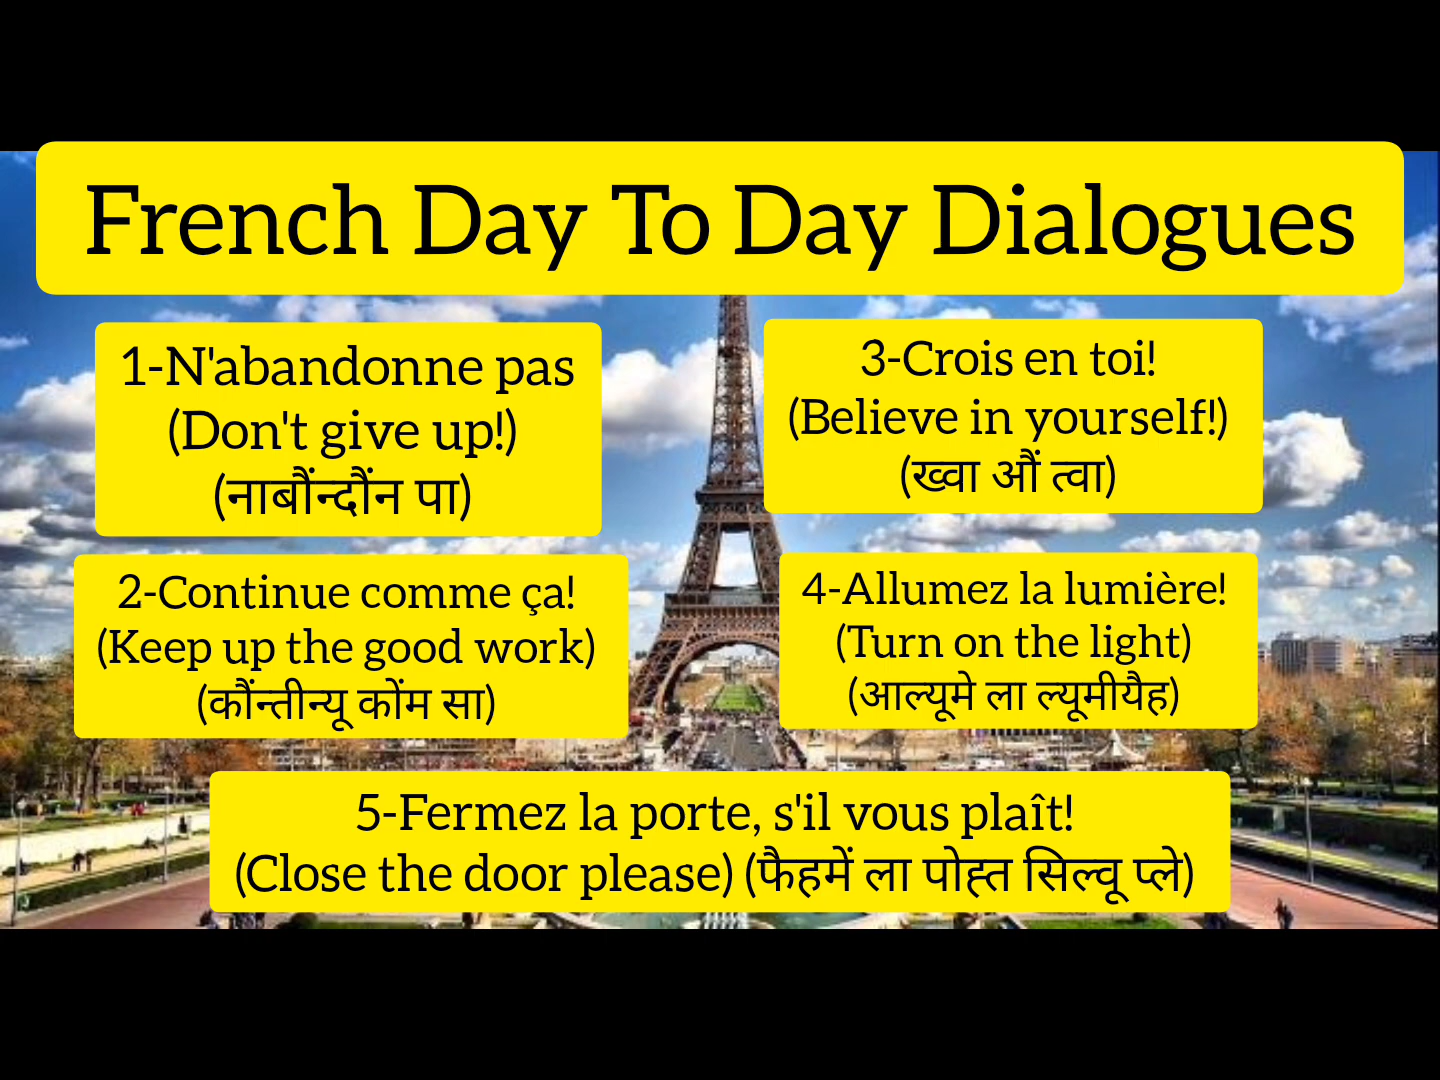 French Day To Day Dialogues
1-N'abandonne pas
(Don't give up!)
(नाबौंन्दौंन पा)
2-Continue comme ça!
(Keep up the good work)
(कौंन्तीन्यू कोंम सा)
3-Crois en toi!
(Believe in yourself!)
(ख्वा औं त्वा)
4-Allumez la lumière!
(Turn on the light)
(आल्यूमे ला ल्यूमीयैह)
5-Fermez la porte, s'il vous plaît!
(Close the door please) (फैहमें ला पोह्त सिल्वू प्ले)